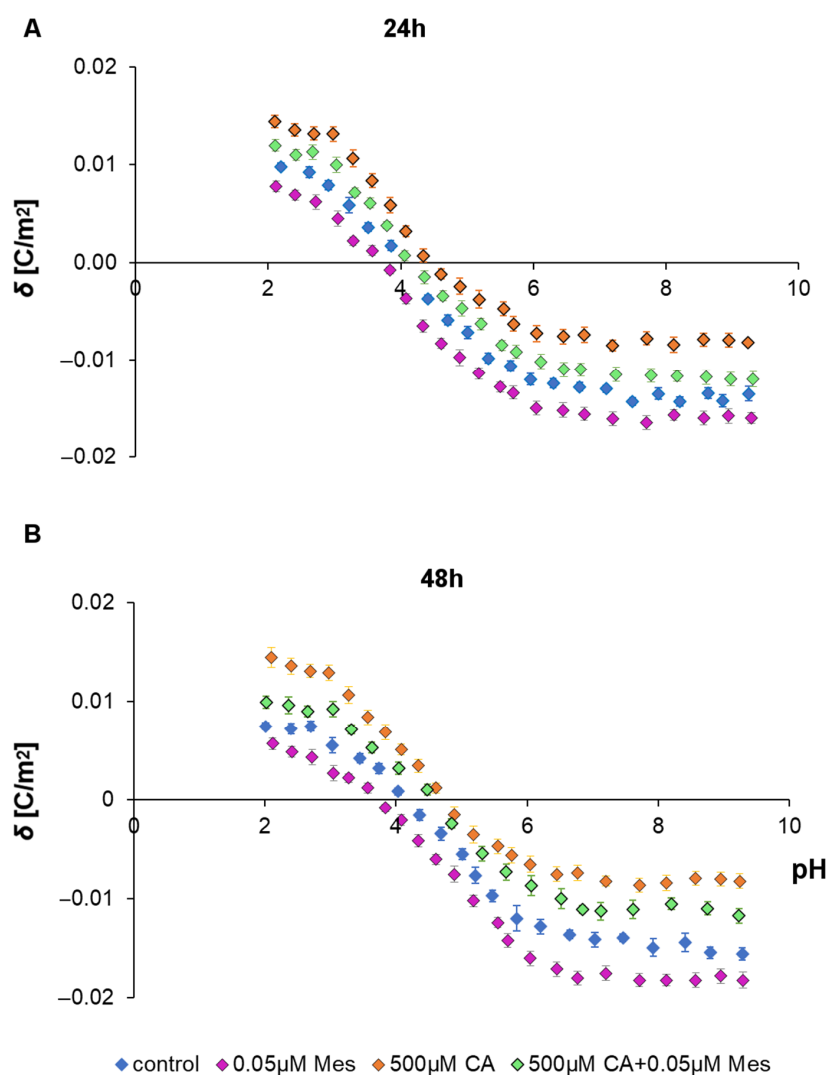 A
24h
0.02
0.01
0.00
−0.01
−0.02
0 2 4 6 8 10
δ [C/m²]
B
48h
0.02
0.01
0
−0.01
−0.02
0 2 4 6 8 10
δ [C/m²]
pH
control 0.05µM Mes 500µM CA 500µM CA+0.05µM Mes